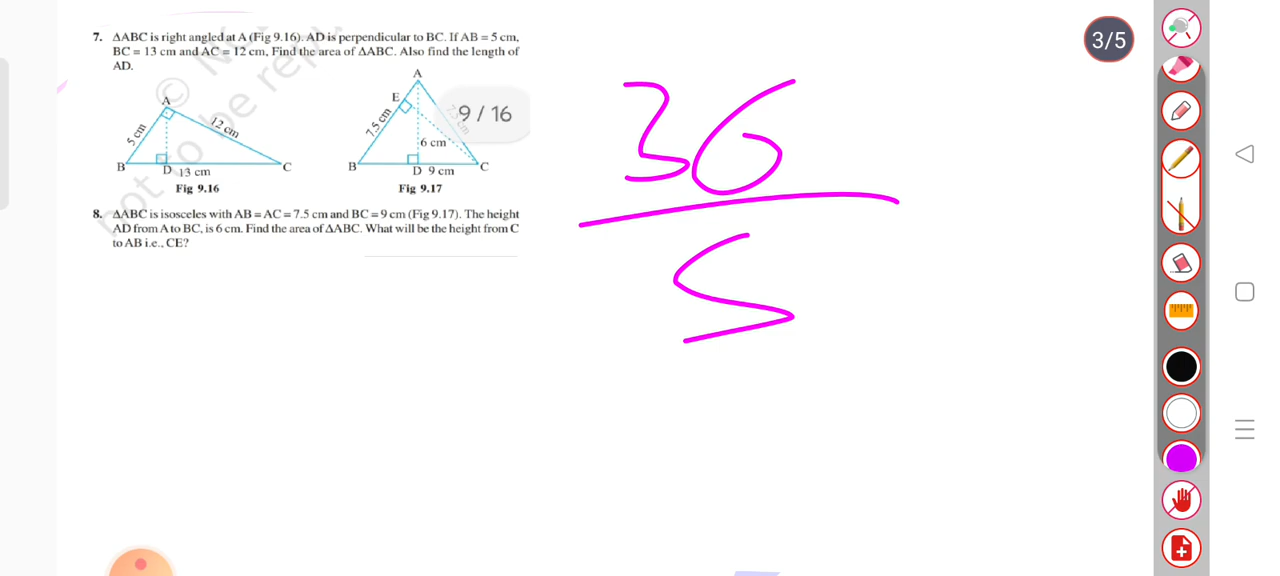 7. ΔABC is right angled at A (Fig 9.16). AD is perpendicular to BC. If AB = 5 cm,
BC = 13 cm and AC = 12 cm, Find the area of ΔABC. Also find the length of
AD.
A
5 cm
12 cm
B
D
13 cm
C
Fig 9.16
A
E
7.5 cm
6 cm
B
D
9 cm
C
Fig 9.17
9 / 16
8. ΔABC is isosceles with AB = AC = 7.5 cm and BC = 9 cm (Fig 9.17). The height
AD from A to BC, is 6 cm. Find the area of ΔABC. What will be the height from C
to AB i.e., CE?
36
5
3/5
not to be